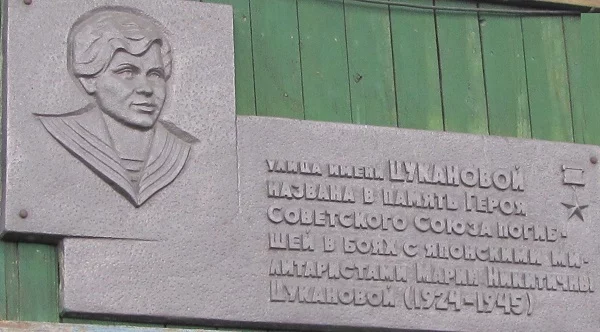 УЛИЦА ИМЕНИ ЦУКАНОВОЙ
НАЗВАНА В ПАМЯТЬ ГЕРОЯ
СОВЕТСКОГО СОЮЗА ПОГИБ-
ШЕЙ В БОЯХ С ЯПОНСКИМИ МИ-
ЛИТАРИСТАМИ МАРИИ НИКИТИЧНЫ
ЦУКАНОВОЙ (1924-1945)